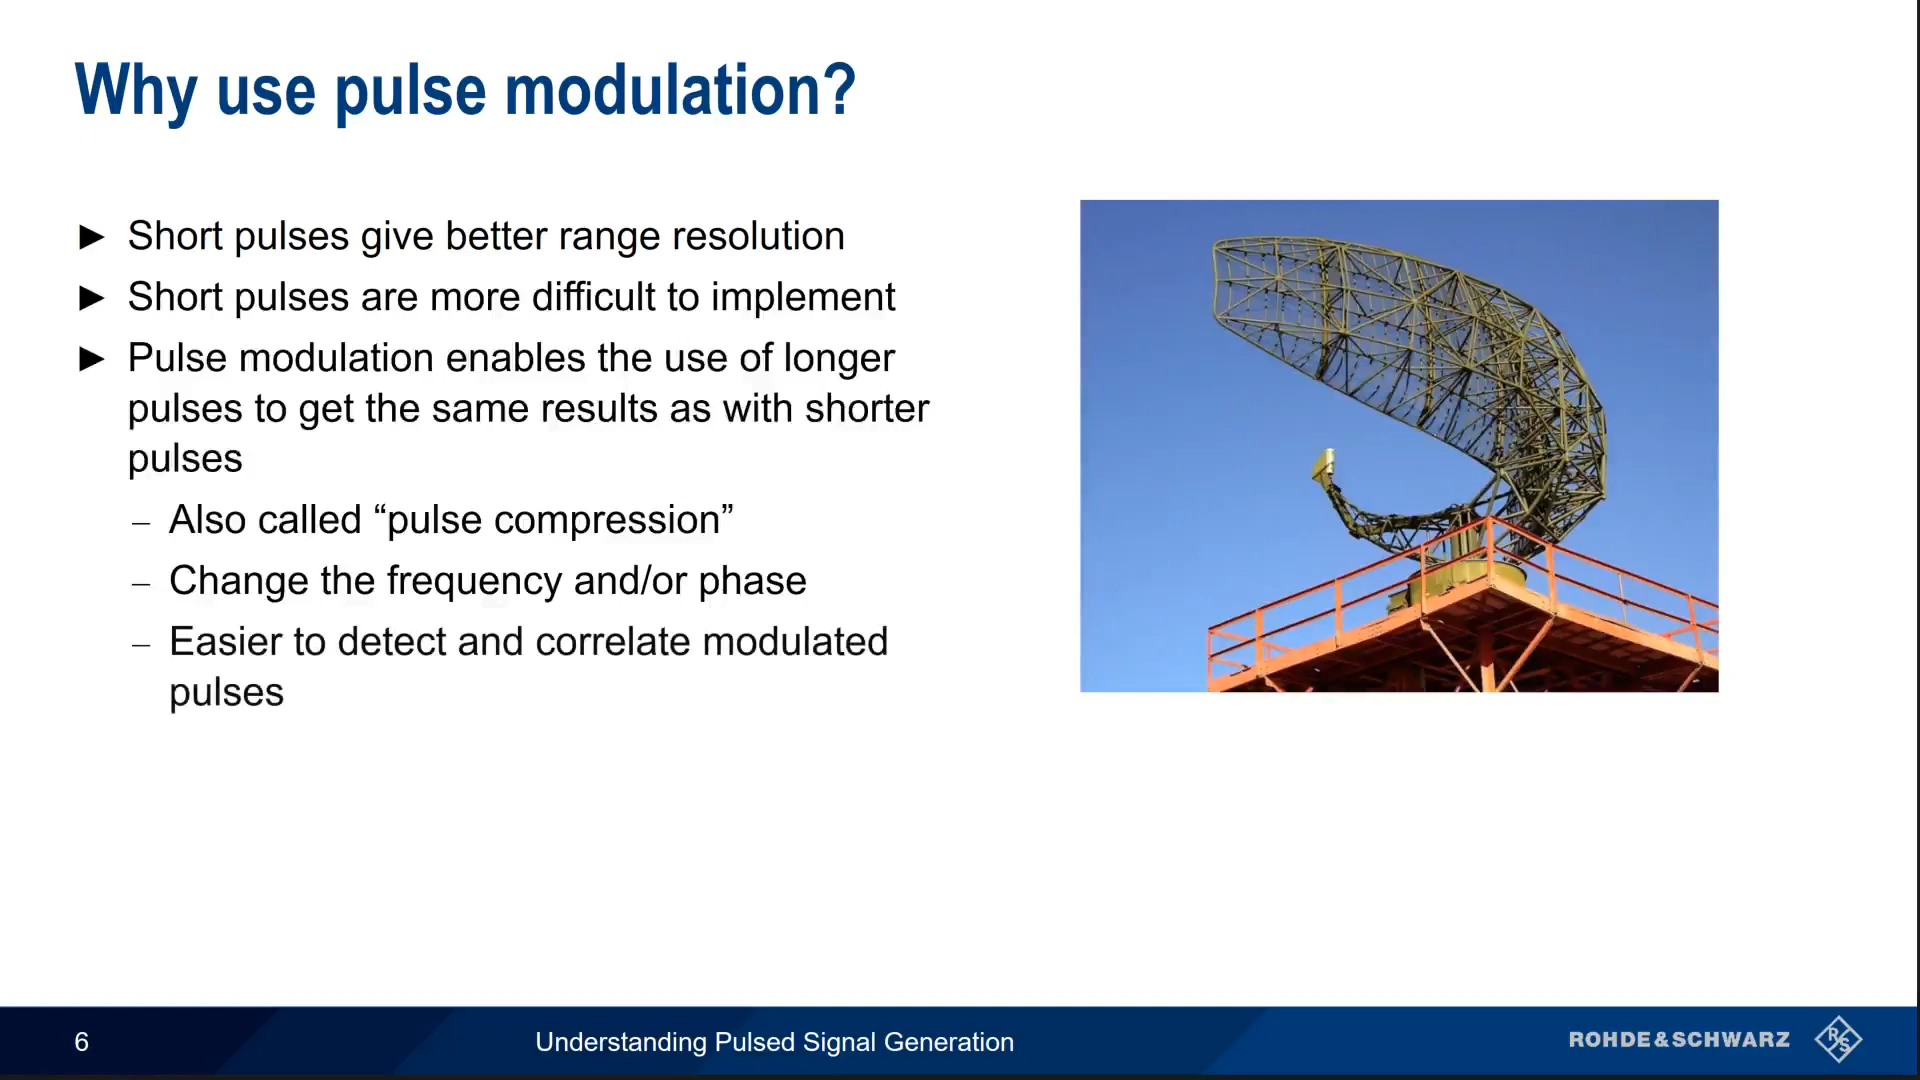 Why use pulse modulation?
► Short pulses give better range resolution
► Short pulses are more difficult to implement
► Pulse modulation enables the use of longer
pulses to get the same results as with shorter
pulses
– Also called “pulse compression”
– Change the frequency and/or phase
– Easier to detect and correlate modulated
pulses
6
Understanding Pulsed Signal Generation
ROHDE&SCHWARZ
R
S